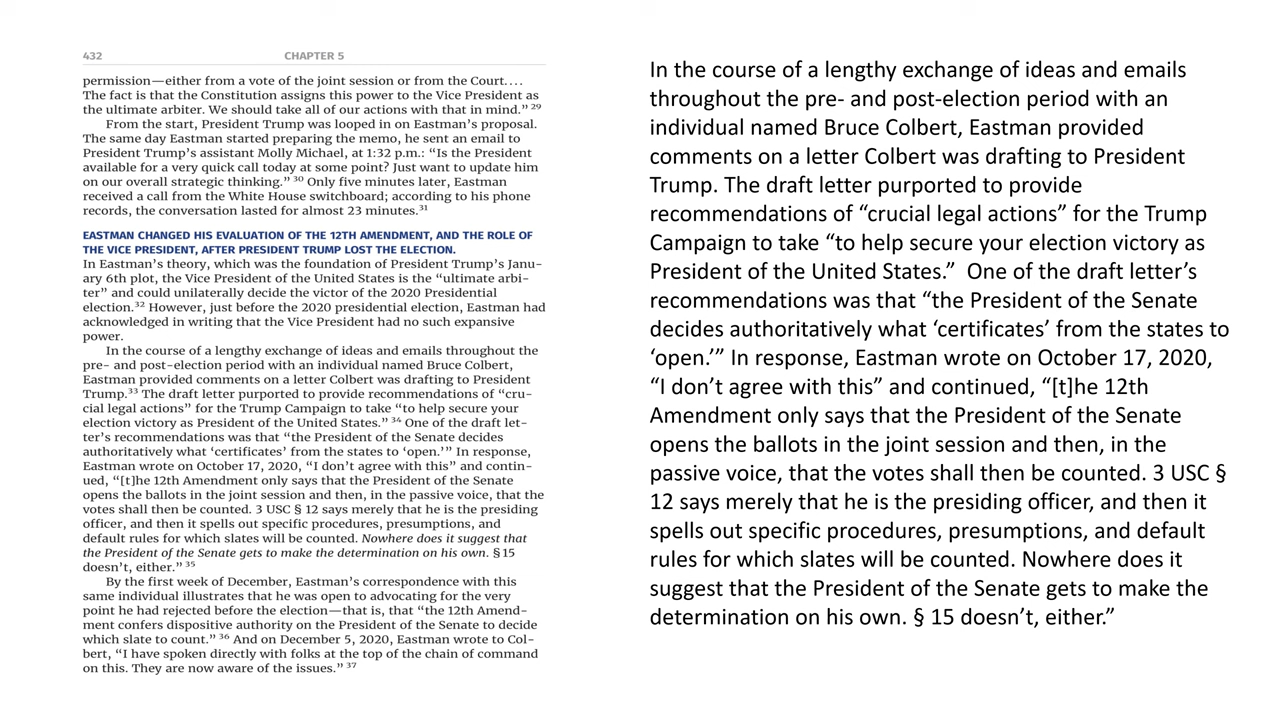 432 CHAPTER 5
permission—either from a vote of the joint session or from the Court....
The fact is that the Constitution assigns this power to the Vice President as
the ultimate arbiter. We should take all of our actions with that in mind.” 29
From the start, President Trump was looped in on Eastman’s proposal.
The same day Eastman started preparing the memo, he sent an email to
President Trump’s assistant Molly Michael, at 1:32 p.m.: “Is the President
available for a very quick call today at some point? Just want to update him
on our overall strategic thinking.” 30 Only five minutes later, Eastman
received a call from the White House switchboard; according to his phone
records, the conversation lasted for almost 23 minutes.31
EASTMAN CHANGED HIS EVALUATION OF THE 12TH AMENDMENT, AND THE ROLE OF
THE VICE PRESIDENT, AFTER PRESIDENT TRUMP LOST THE ELECTION.
In Eastman’s theory, which was the foundation of President Trump’s Janu-
ary 6th plot, the Vice President of the United States is the “ultimate arbi-
ter” and could unilaterally decide the victor of the 2020 Presidential
election.32 However, just before the 2020 presidential election, Eastman had
acknowledged in writing that the Vice President had no such expansive
power.
In the course of a lengthy exchange of ideas and emails throughout the
pre- and post-election period with an individual named Bruce Colbert,
Eastman provided comments on a letter Colbert was drafting to President
Trump.33 The draft letter purported to provide recommendations of “cru-
cial legal actions” for the Trump Campaign to take “to help secure your
election victory as President of the United States.” 34 One of the draft let-
ter’s recommendations was that “the President of the Senate decides
authoritatively what ‘certificates’ from the states to ‘open.’” In response,
Eastman wrote on October 17, 2020, “I don’t agree with this” and contin-
ued, “[t]he 12th Amendment only says that the President of the Senate
opens the ballots in the joint session and then, in the passive voice, that the
votes shall then be counted. 3 USC § 12 says merely that he is the presiding
officer, and then it spells out specific procedures, presumptions, and
default rules for which slates will be counted. Nowhere does it suggest that
the President of the Senate gets to make the determination on his own. § 15
doesn’t, either.” 35
By the first week of December, Eastman’s correspondence with this
same individual illustrates that he was open to advocating for the very
point he had rejected before the election—that is, that “the 12th Amend-
ment confers dispositive authority on the President of the Senate to decide
which slate to count.” 36 And on December 5, 2020, Eastman wrote to Col-
bert, “I have spoken directly with folks at the top of the chain of command
on this. They are now aware of the issues.” 37
In the course of a lengthy exchange of ideas and emails
throughout the pre- and post-election period with an
individual named Bruce Colbert, Eastman provided
comments on a letter Colbert was drafting to President
Trump. The draft letter purported to provide
recommendations of “crucial legal actions” for the Trump
Campaign to take “to help secure your election victory as
President of the United States.”  One of the draft letter’s
recommendations was that “the President of the Senate
decides authoritatively what ‘certificates’ from the states to
‘open.’” In response, Eastman wrote on October 17, 2020,
“I don’t agree with this” and continued, “[t]he 12th
Amendment only says that the President of the Senate
opens the ballots in the joint session and then, in the
passive voice, that the votes shall then be counted. 3 USC §
12 says merely that he is the presiding officer, and then it
spells out specific procedures, presumptions, and default
rules for which slates will be counted. Nowhere does it
suggest that the President of the Senate gets to make the
determination on his own. § 15 doesn’t, either.”